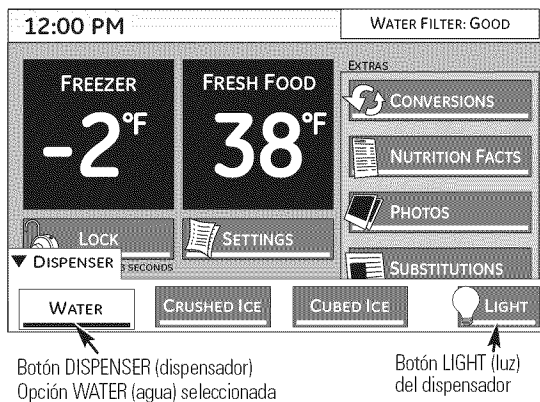 12:00 PM
WATER FILTER: GOOD
EXTRAS
FREEZER
-2°F
FRESH FOOD
38°F
CONVERSIONS
NUTRITION FACTS
PHOTOS
SUBSTITUTIONS
LOCK
3 SECONDS
SETTINGS
▼ DISPENSER
WATER
CRUSHED ICE
CUBED ICE
LIGHT
Botón DISPENSER (dispensador)
Opción WATER (agua) seleccionada
Botón LIGHT (luz)
del dispensador